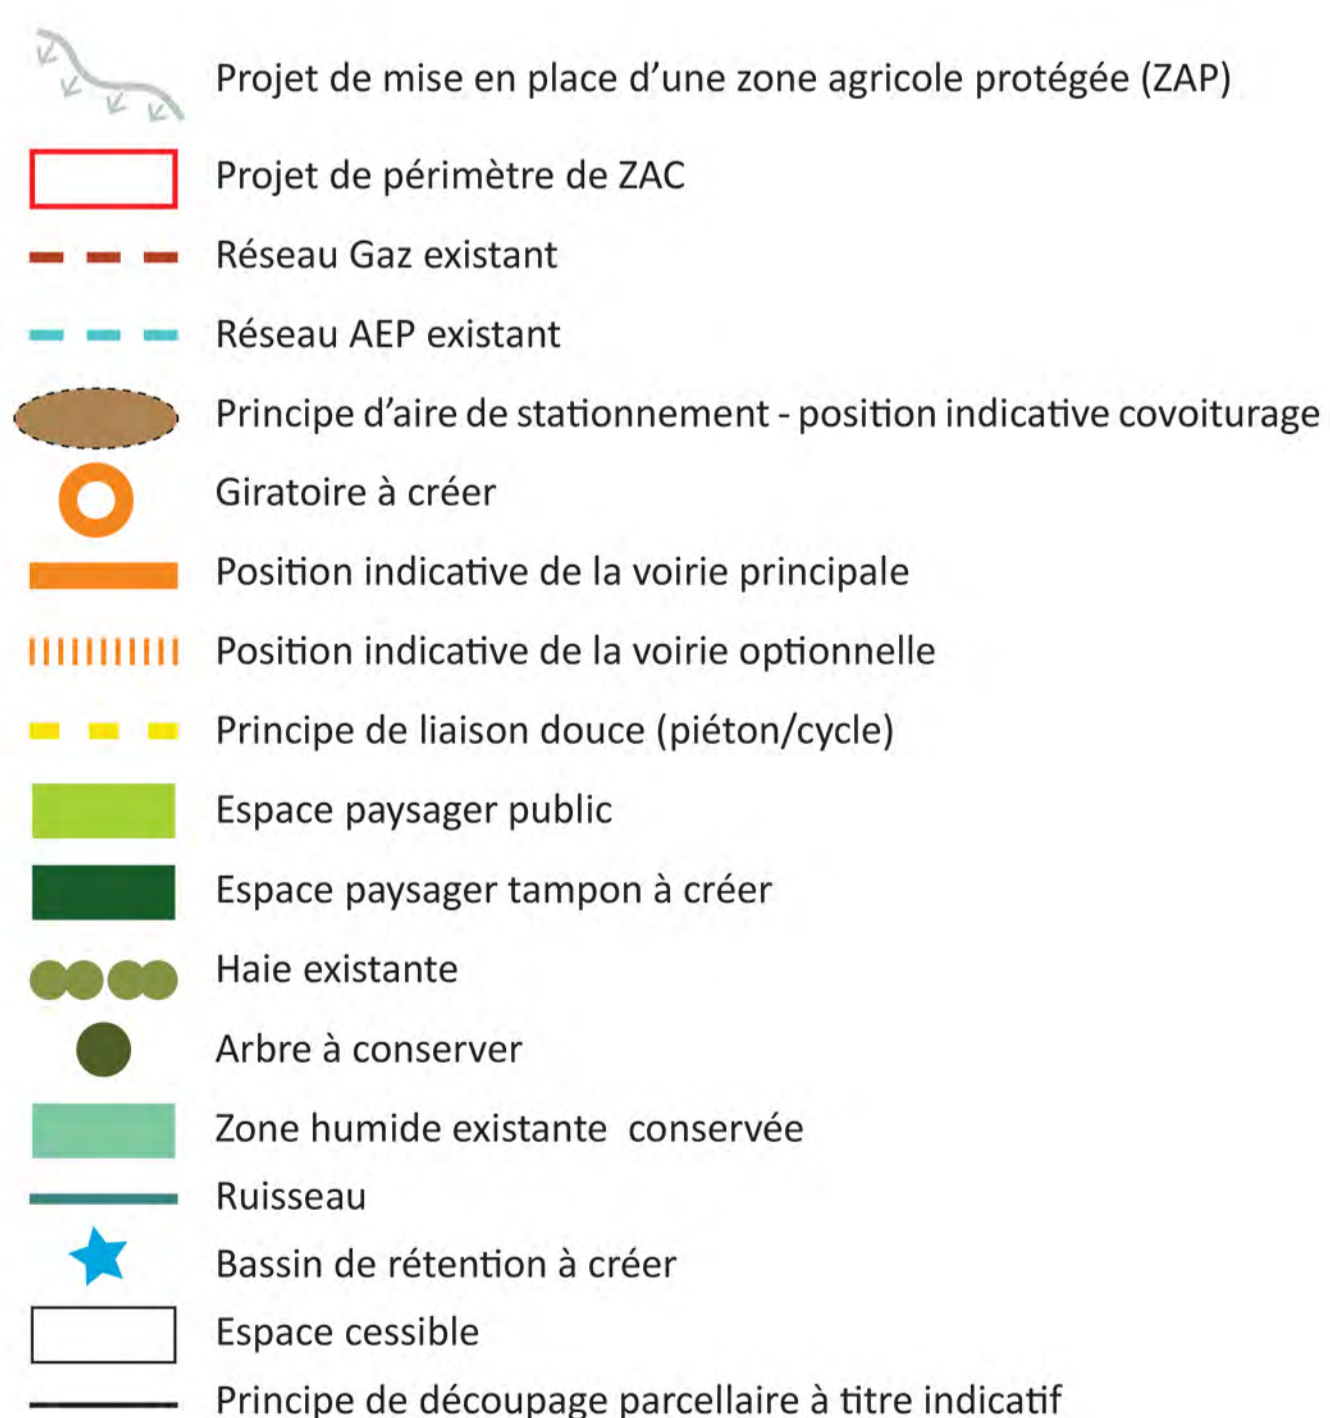 Projet de mise en place d’une zone agricole protégée (ZAP)
Projet de périmètre de ZAC
Réseau Gaz existant
Réseau AEP existant
Principe d’aire de stationnement - position indicative covoiturage
Giratoire à créer
Position indicative de la voirie principale
Position indicative de la voirie optionnelle
Principe de liaison douce (piéton/cycle)
Espace paysager public
Espace paysager tampon à créer
Haie existante
Arbre à conserver
Zone humide existante  conservée
Ruisseau
Bassin de rétention à créer
Espace cessible
Principe de découpage parcellaire à titre indicatif